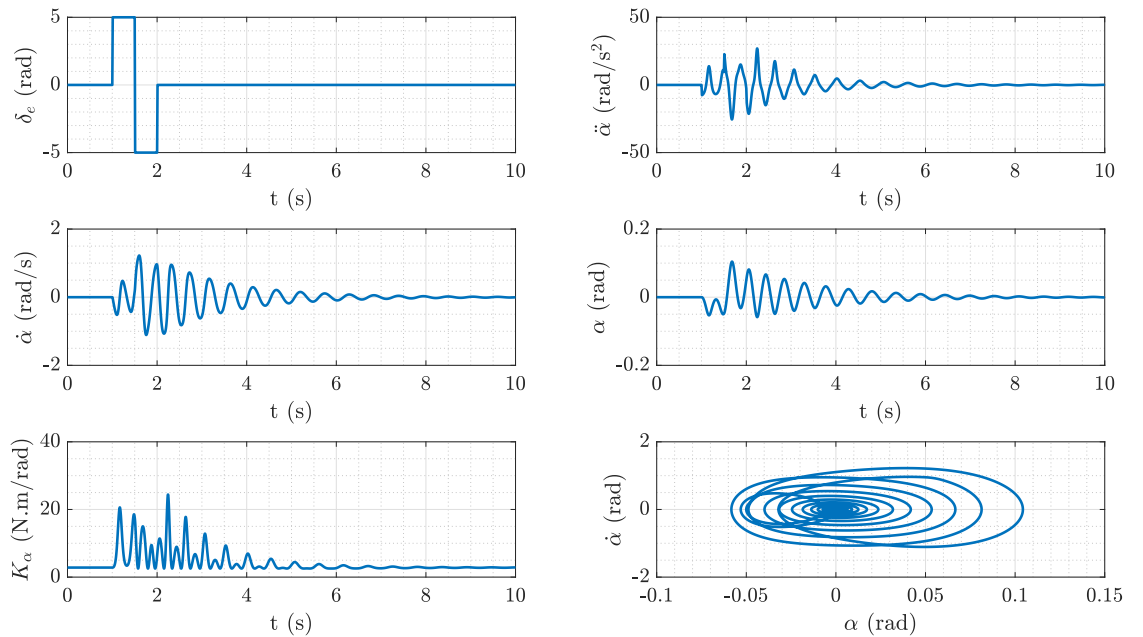 δₑ (rad)
5
0
-5
0 2 4 6 8 10
t (s)
α̈ (rad/s²)
50
0
-50
0 2 4 6 8 10
t (s)
α̇ (rad/s)
2
0
-2
0 2 4 6 8 10
t (s)
α (rad)
0.2
0
-0.2
0 2 4 6 8 10
t (s)
K_α (N.m/rad)
40
20
0
0 2 4 6 8 10
t (s)
α̇ (rad)
2
0
-2
-0.1 -0.05 0 0.05 0.1 0.15
α (rad)